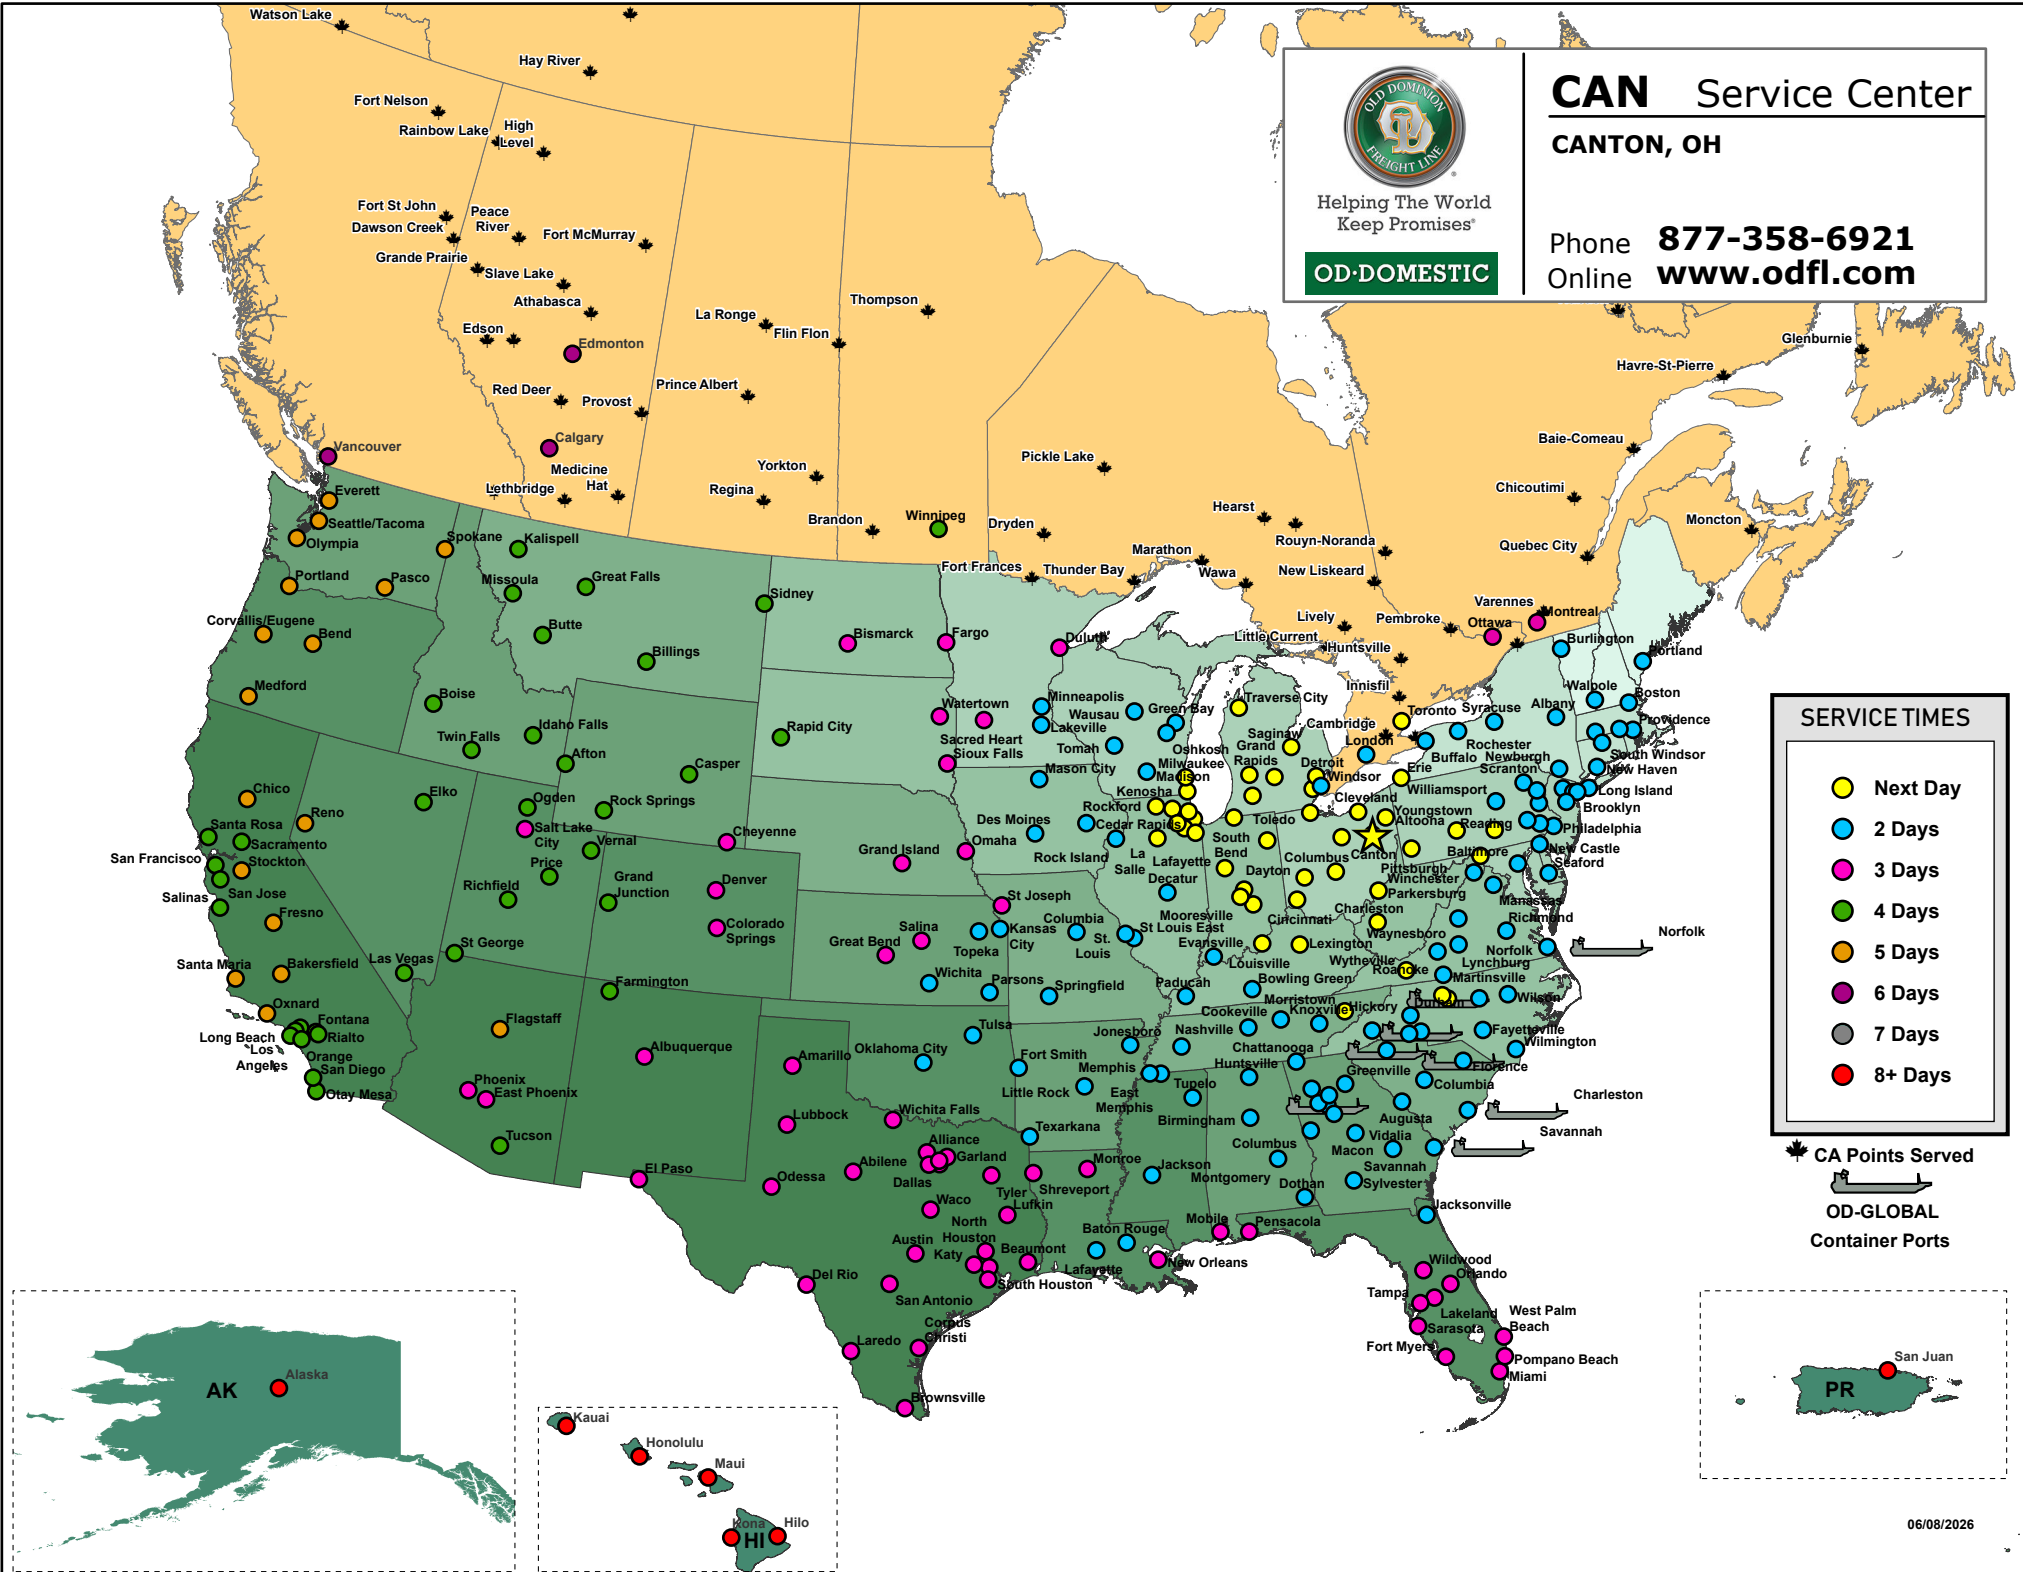 Watson Lake
Hay River
Fort Nelson
Rainbow Lake
High
Level
Fort St John
Dawson Creek
Peace
River
Fort McMurray
Grande Prairie
Slave Lake
Athabasca
Edson
Edmonton
La Ronge
Flin Flon
Thompson
Red Deer
Provost
Prince Albert
Calgary
Vancouver
Medicine
Hat
Lethbridge
Yorkton
Regina
Brandon
Winnipeg
Dryden
Pickle Lake
Hearst
Rouyn-Noranda
Marathon
Fort Frances
Thunder Bay
Wawa
New Liskeard
Lively
Pembroke
Varennes
Montreal
Ottawa
Little Current
Huntsville
Innisfil
Toronto
Cambridge
London
Windsor
Glenburnie
Havre-St-Pierre
Baie-Comeau
Chicoutimi
Quebec City
Moncton
OLD DOMINION
FREIGHT LINE
Helping The World
Keep Promises®
OD·DOMESTIC
CAN Service Center
CANTON, OH
Phone 877-358-6921
Online www.odfl.com
Everett
Seattle/Tacoma
Olympia
Spokane
Kalispell
Portland
Pasco
Missoula
Great Falls
Sidney
Corvallis/Eugene
Bend
Butte
Billings
Bismarck
Fargo
Duluth
Medford
Boise
Idaho Falls
Twin Falls
Afton
Casper
Rapid City
Watertown
Sacred Heart
Sioux Falls
Minneapolis
Lakeville
Wausau
Green Bay
Tomah
Oshkosh
Mason City
Milwaukee
Madison
Kenosha
Rockford
Traverse City
Saginaw
Grand
Rapids
Detroit
Chico
Reno
Elko
Ogden
Salt Lake
City
Rock Springs
Vernal
Price
Cheyenne
Santa Rosa
Sacramento
San Francisco
Stockton
San Jose
Salinas
Fresno
Richfield
Grand
Junction
Denver
Colorado
Springs
Grand Island
Omaha
Des Moines
Cedar Rapids
Rock Island
La
Salle
Lafayette
Decatur
South
Bend
Toledo
Cleveland
Youngstown
Erie
Buffalo
Rochester
Syracuse
Albany
Burlington
Portland
Walpole
Boston
Providence
South Windsor
New Haven
Newburgh
Scranton
Long Island
Brooklyn
Williamsport
Altoona
Reading
Philadelphia
New Castle
Seaford
Baltimore
Pittsburgh
Canton
Columbus
Dayton
Winchester
Parkersburg
Manassas
Charleston
Cincinnati
Waynesboro
Richmond
Norfolk
Norfolk
Lynchburg
St Joseph
Kansas
City
Topeka
Salina
Great Bend
Columbia
St.
Louis
St Louis East
Mooresville
Evansville
Louisville
Lexington
Wytheville
Roanoke
Martinsville
Wichita
Parsons
Springfield
Paducah
Bowling Green
Morristown
Hickory
Durham
Wilson
Santa Maria
Bakersfield
Las Vegas
St George
Farmington
Oxnard
Fontana
Rialto
Long Beach
Los
Angeles
Orange
San Diego
Otay Mesa
Flagstaff
Albuquerque
Amarillo
Oklahoma City
Tulsa
Fort Smith
Jonesboro
Nashville
Cookeville
Knoxville
Fayetteville
Wilmington
Chattanooga
Huntsville
Greenville
Florence
Columbia
Memphis
East
Memphis
Little Rock
Tupelo
Birmingham
Augusta
Charleston
Savannah
Phoenix
East Phoenix
Tucson
El Paso
Lubbock
Wichita Falls
Odessa
Abilene
Alliance
Garland
Dallas
Texarkana
Monroe
Shreveport
Tyler
Lufkin
Waco
Jackson
Columbus
Montgomery
Macon
Vidalia
Savannah
Sylvester
Dothan
Jacksonville
Austin
North
Houston
Katy
Beaumont
South Houston
Baton Rouge
Lafayette
New Orleans
Mobile
Pensacola
Del Rio
San Antonio
Corpus
Christi
Laredo
Brownsville
Wildwood
Orlando
Tampa
Lakeland
Sarasota
West Palm
Beach
Fort Myers
Pompano Beach
Miami
SERVICE TIMES
Next Day
2 Days
3 Days
4 Days
5 Days
6 Days
7 Days
8+ Days
CA Points Served
OD-GLOBAL
Container Ports
AK
Alaska
Kauai
Honolulu
Maui
Kona
HI
Hilo
San Juan
PR
06/08/2026